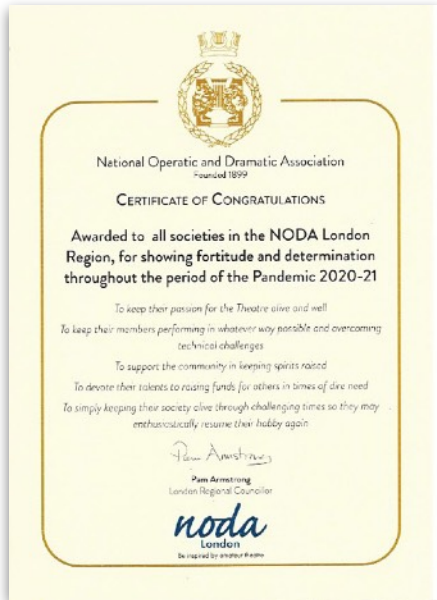 National Operatic and Dramatic Association
Founded 1899
CERTIFICATE OF CONGRATULATIONS
Awarded to all societies in the NODA London
Region, for showing fortitude and determination
throughout the period of the Pandemic 2020-21
To keep their passion for the Theatre alive and well
To keep their members performing in whatever way possible and overcoming
technical challenges
To support the community in keeping spirits raised
To devote their talents to raising funds for others in times of dire need
To simply keeping their society alive through challenging times so they may
enthusiastically resume their hobby again
Pam Armstrong
Pam Armstrong
London Regional Councillor
noda
London
Be inspired by amateur theatre